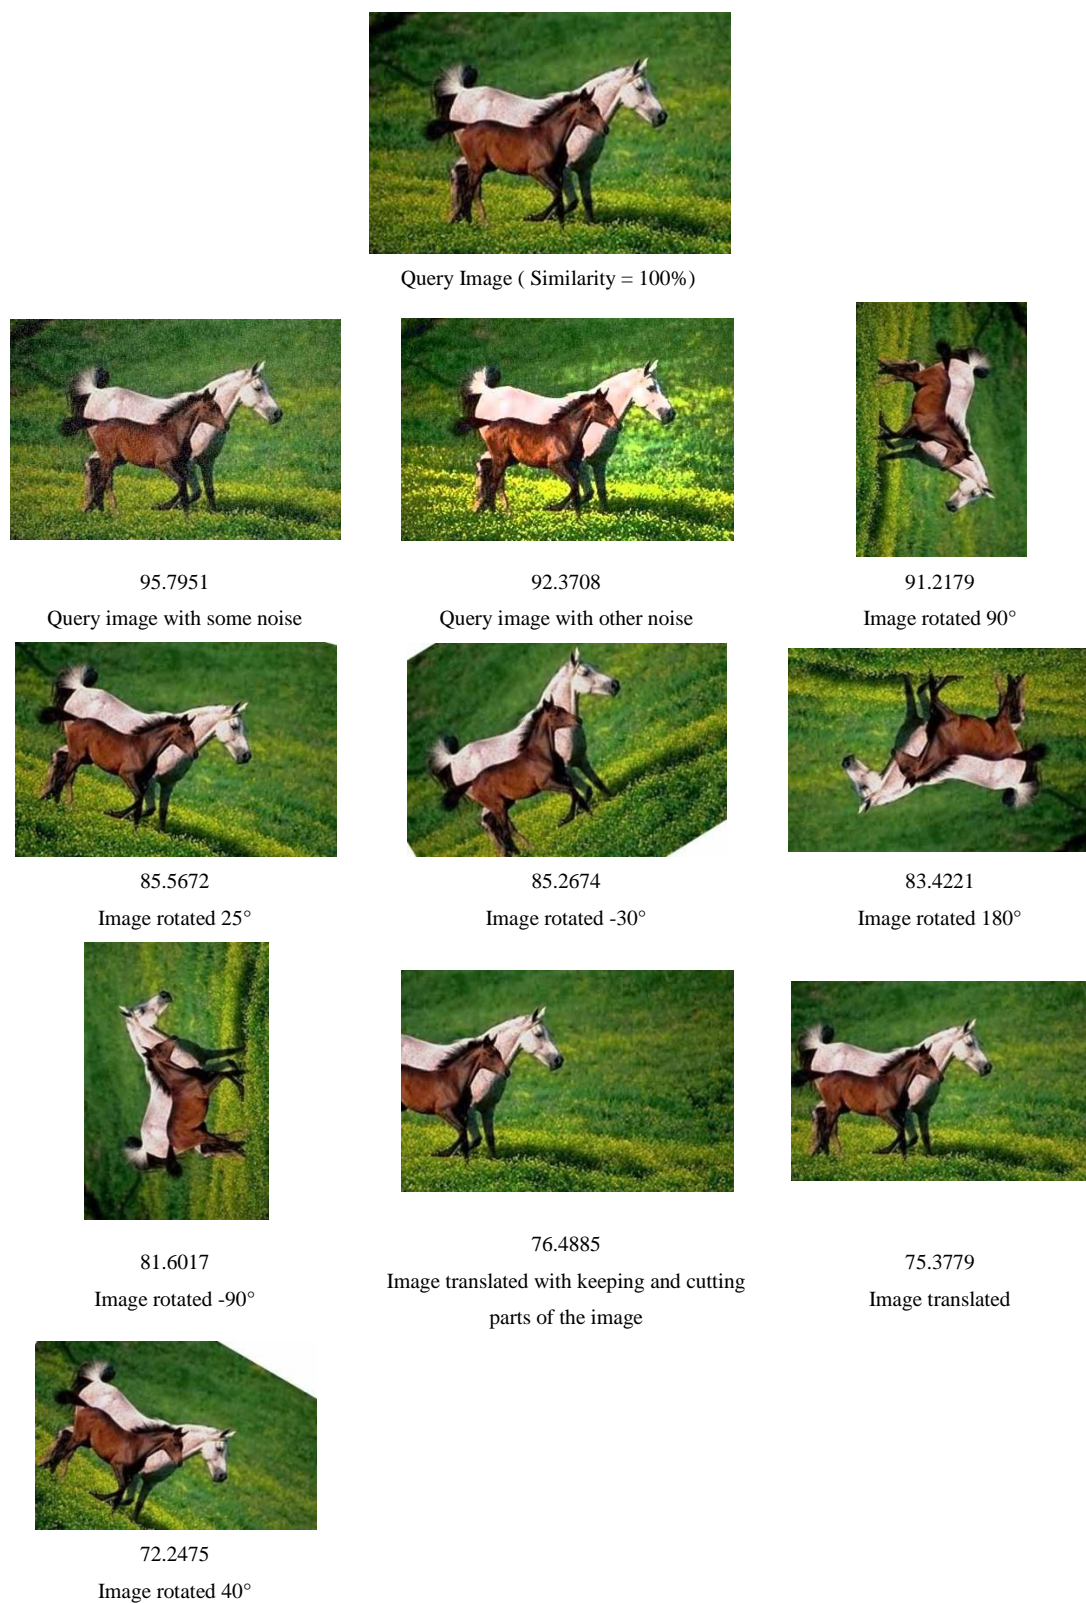 Query Image ( Similarity = 100%)
95.7951
Query image with some noise
92.3708
Query image with other noise
91.2179
Image rotated 90°
85.5672
Image rotated 25°
85.2674
Image rotated -30°
83.4221
Image rotated 180°
81.6017
Image rotated -90°
76.4885
Image translated with keeping and cutting
parts of the image
75.3779
Image translated
72.2475
Image rotated 40°